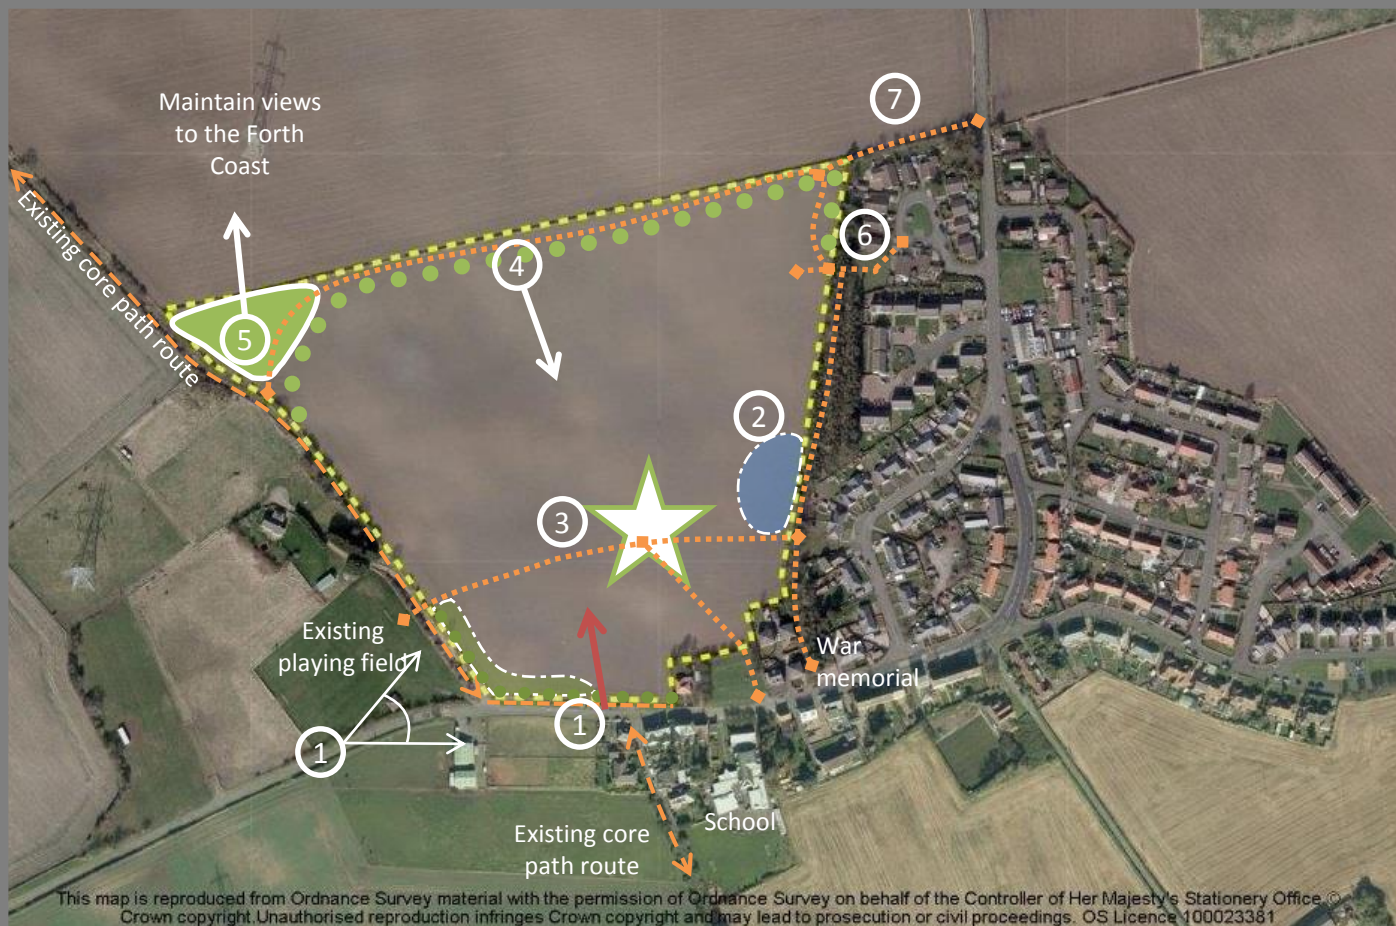 7
Maintain views
to the Forth
Coast
Existing core path route
6
4
5
2
3
Existing
playing field
War
memorial
1
1
School
Existing core
path route
This map is reproduced from Ordnance Survey material with the permission of Ordnance Survey on behalf of the Controller of Her Majesty's Stationery Office ©
Crown copyright.Unauthorised reproduction infringes Crown copyright and may lead to prosecution or civil proceedings. OS Licence 100023381